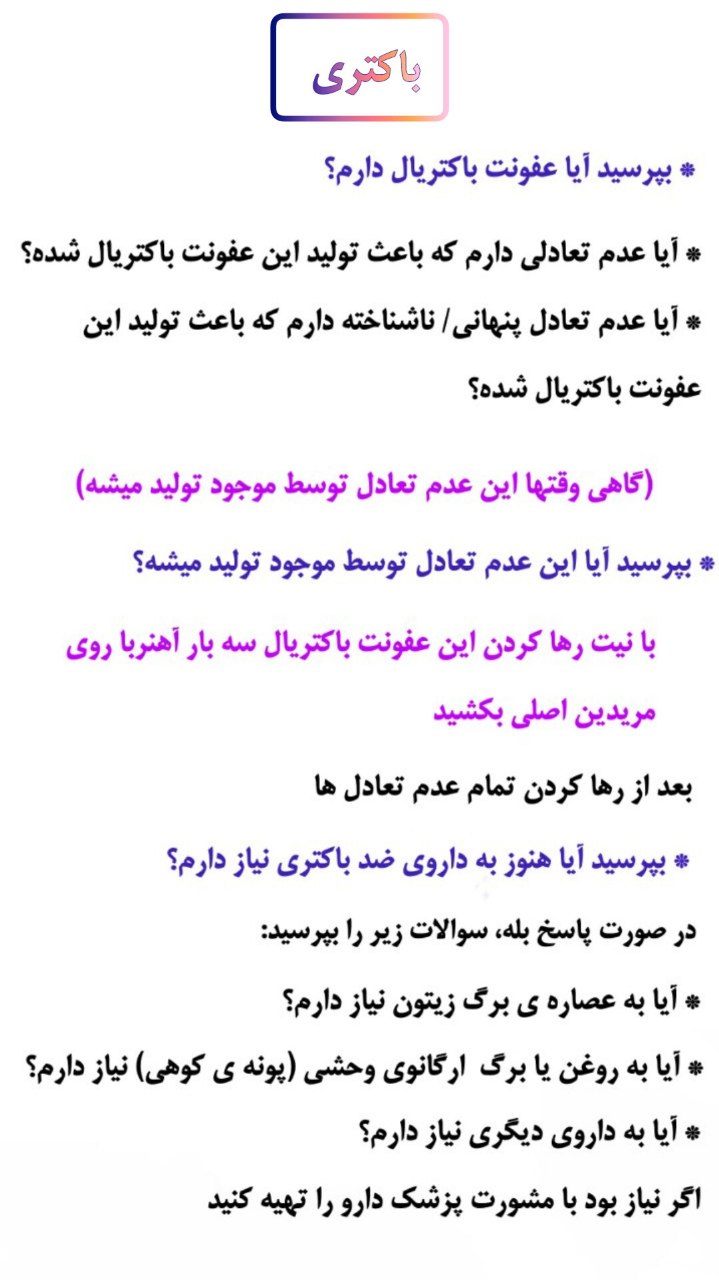 باکتری
* بپرسید آیا عفونت باکتریال دارم؟
* آیا عدم تعادلی دارم که باعث تولید این عفونت باکتریال شده؟
* آیا عدم تعادل پنهانی/ ناشناخته دارم که باعث تولید این
عفونت باکتریال شده؟
(گاهی وقتها این عدم تعادل توسط موجود تولید میشه)
* بپرسید آیا این عدم تعادل توسط موجود تولید میشه؟
با نیت رها کردن این عفونت باکتریال سه بار آهنربا روی
مریدین اصلی بکشید
بعد از رها کردن تمام عدم تعادل ها
* بپرسید آیا هنوز به داروی ضد باکتری نیاز دارم؟
در صورت پاسخ بله، سوالات زیر را بپرسید:
* آیا به عصاره ی برگ زیتون نیاز دارم؟
* آیا به روغن یا برگ ارگانوی وحشی (پونه ی کوهی) نیاز دارم؟
* آیا به داروی دیگری نیاز دارم؟
اگر نیاز بود با مشورت پزشک دارو را تهیه کنید